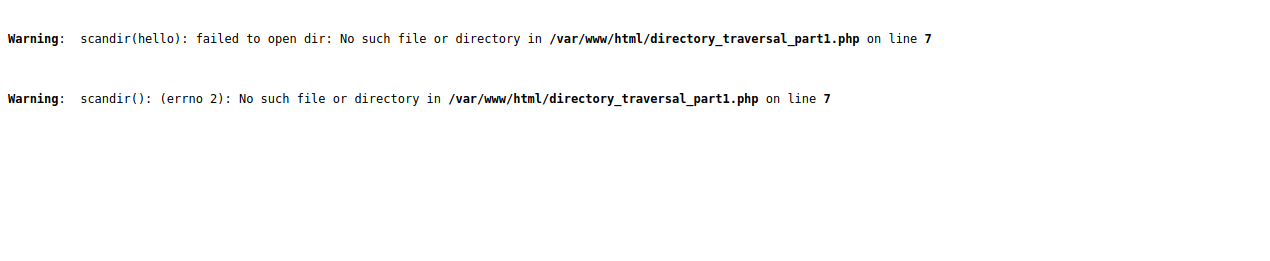 Warning:  scandir(hello): failed to open dir: No such file or directory in /var/www/html/directory_traversal_part1.php on line 7
Warning:  scandir(): (errno 2): No such file or directory in /var/www/html/directory_traversal_part1.php on line 7